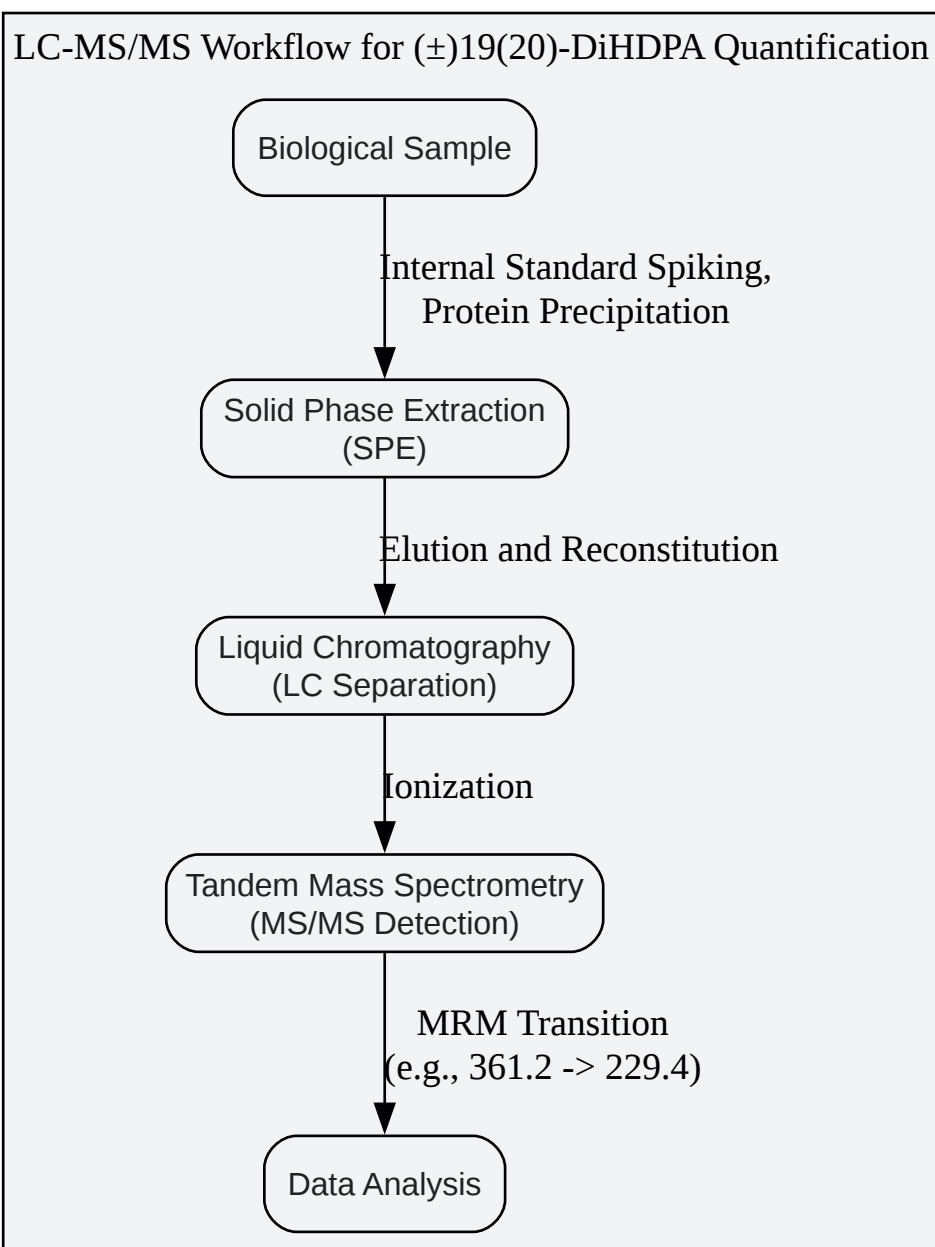 LC-MS/MS Workflow for (±)19(20)-DiHDPA Quantification
Biological Sample
Internal Standard Spiking,
Protein Precipitation
Solid Phase Extraction
(SPE)
Elution and Reconstitution
Liquid Chromatography
(LC Separation)
Ionization
Tandem Mass Spectrometry
(MS/MS Detection)
MRM Transition
(e.g., 361.2 -> 229.4)
Data Analysis